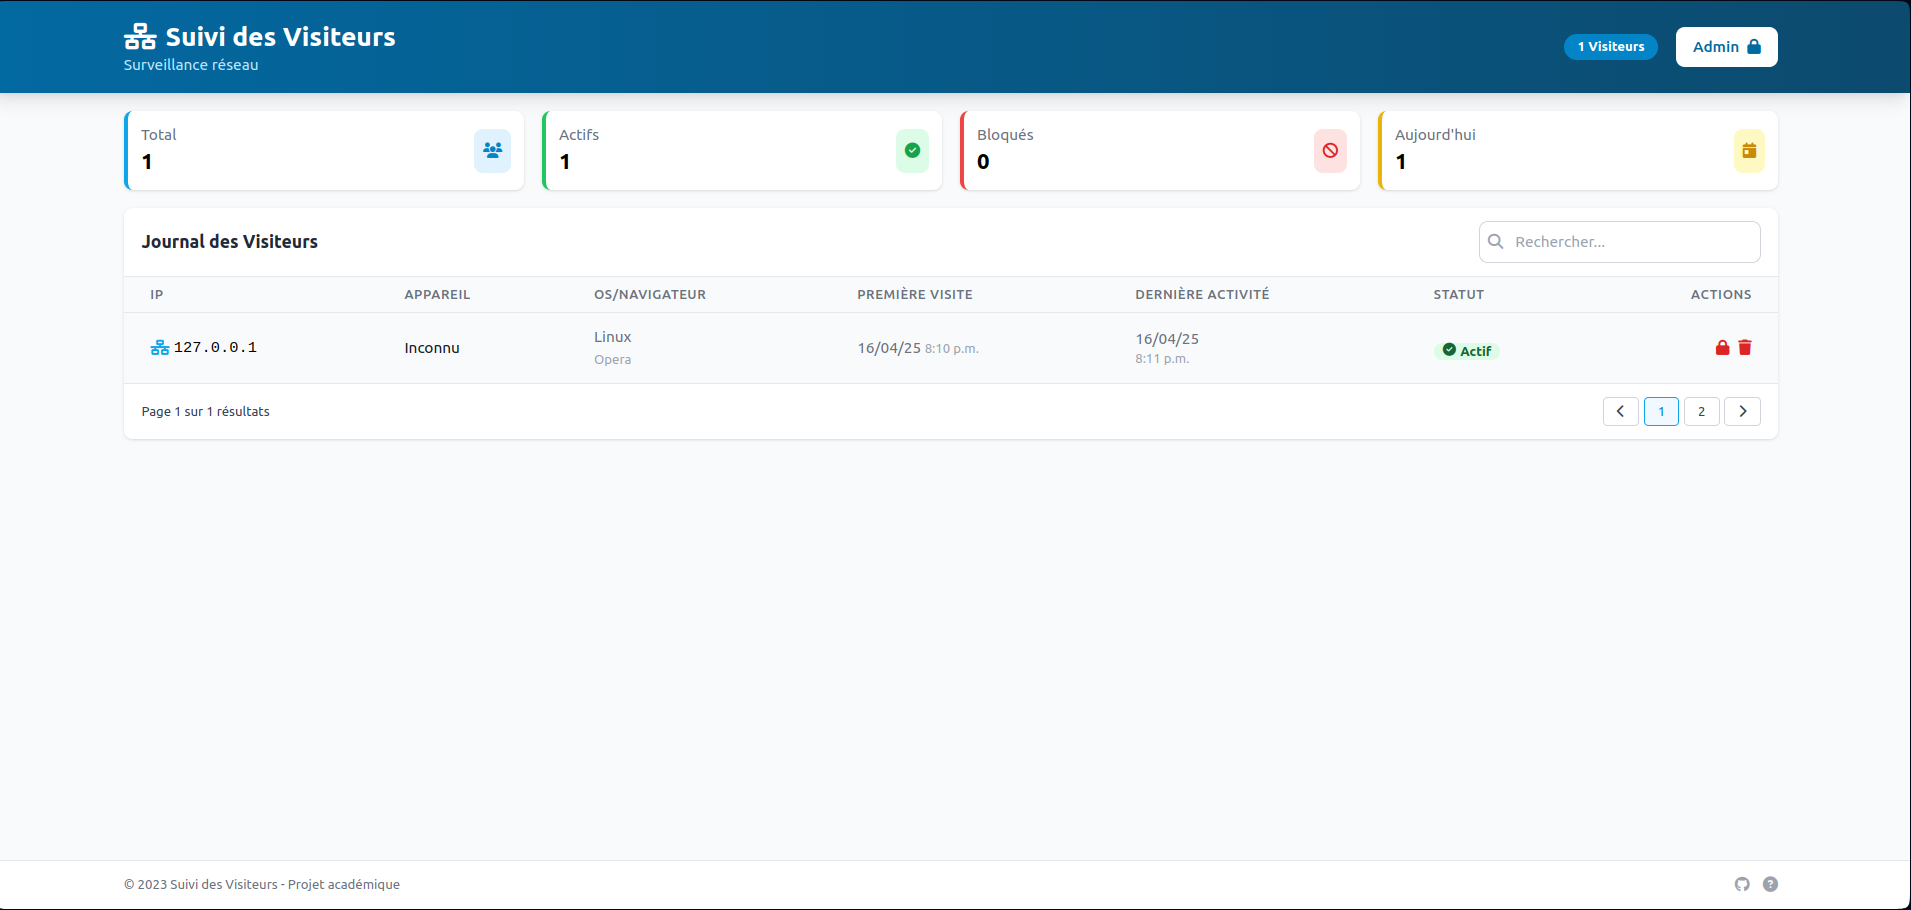 Suivi des Visiteurs
Surveillance réseau
1 Visiteurs
Admin
Total
1
Actifs
1
Bloqués
0
Aujourd'hui
1
Journal des Visiteurs
Rechercher...
IP APPAREIL OS/NAVIGATEUR PREMIÈRE VISITE DERNIÈRE ACTIVITÉ STATUT ACTIONS
127.0.0.1 Inconnu Linux 16/04/25 8:10 p.m. 16/04/25 Actif
Opera 8:11 p.m.
Page 1 sur 1 résultats
1 2
© 2023 Suivi des Visiteurs - Projet académique